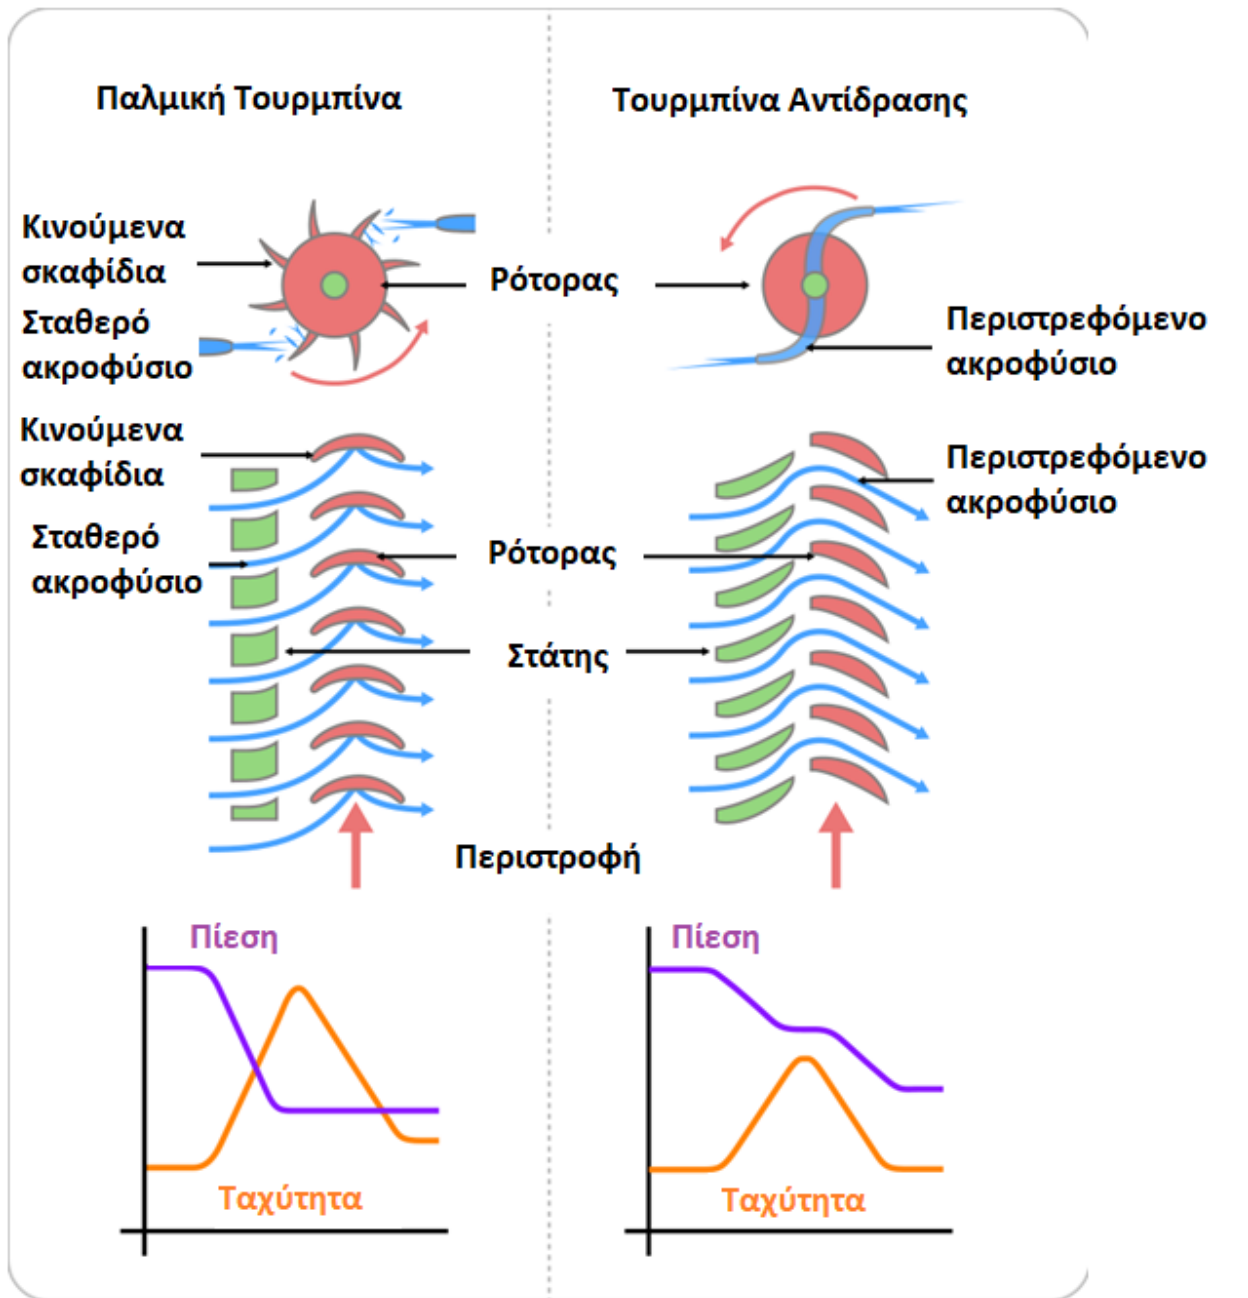 Παλμική Τουρμπίνα
Τουρμπίνα Αντίδρασης
Κινούμενα
σκαφίδια
Σταθερό
ακροφύσιο
Ρότορας
Περιστρεφόμενο
ακροφύσιο
Κινούμενα
σκαφίδια
Σταθερό
ακροφύσιο
Ρότορας
Περιστρεφόμενο
ακροφύσιο
Στάτης
Περιστροφή
Πίεση
Ταχύτητα
Πίεση
Ταχύτητα